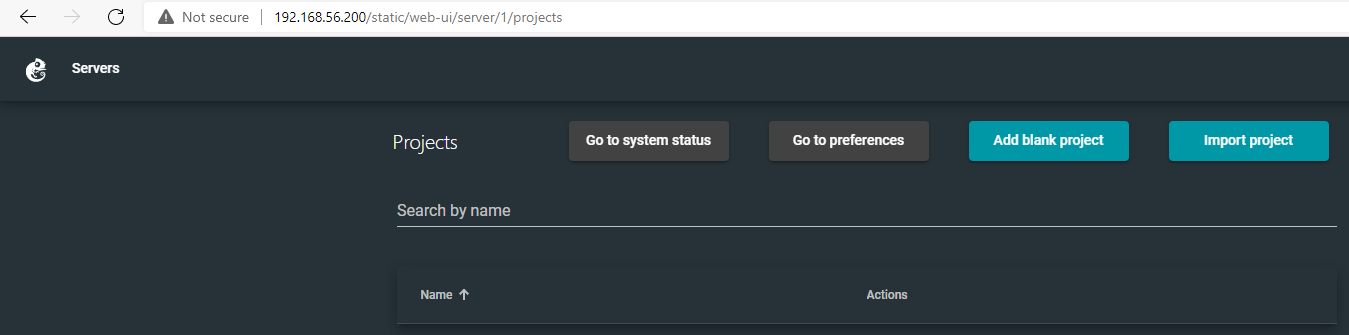 Not secure 192.168.56.200/static/web-ui/server/1/projects
Servers
Projects Go to system status Go to preferences Add blank project Import project
Search by name
Name Actions